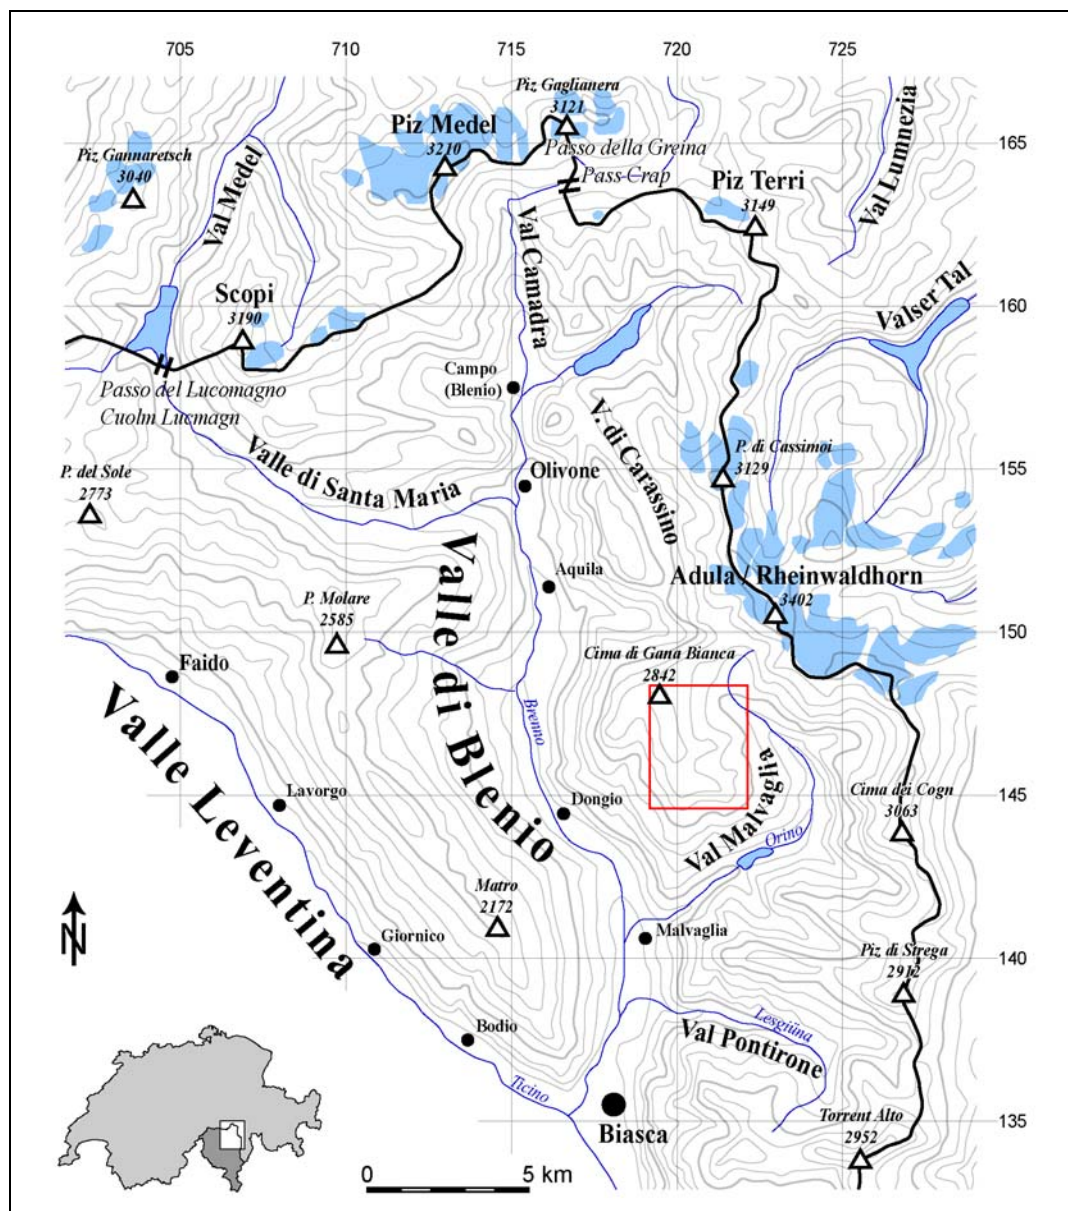 705
710
715
720
725
Piz Gaglianera
3121
Piz Medel
3210
Passo della Greina
Pass Crap
165
Piz Gannaretsch
3040
Val Medel
Piz Terri
3149
Val Lumnezia
Val Camadra
Scopi
3190
Valser Tal
160
Passo del Lucomagno
Cuolm Lucmagn
Campo
(Blenio)
V. di Carassino
P. di Cassimoi
3129
155
P. del Sole
2773
Valle di Santa Maria
Olivone
Aquila
Adula / Rheinwaldhorn
3402
P. Molare
2585
150
Cima di Gana Bianca
2842
Faido
Valle di Blenio
Brenno
Valle Leventina
Lavorgo
Dongio
Val Malvaglia
Orino
Cima dei Cogn
3063
145
Matro
2172
Giornico
Malvaglia
Piz di Strega
2912
140
N
Bodio
Lesgiüna
Val Pontirone
Ticino
Biasca
Torrent Alto
2952
135
0
5 km